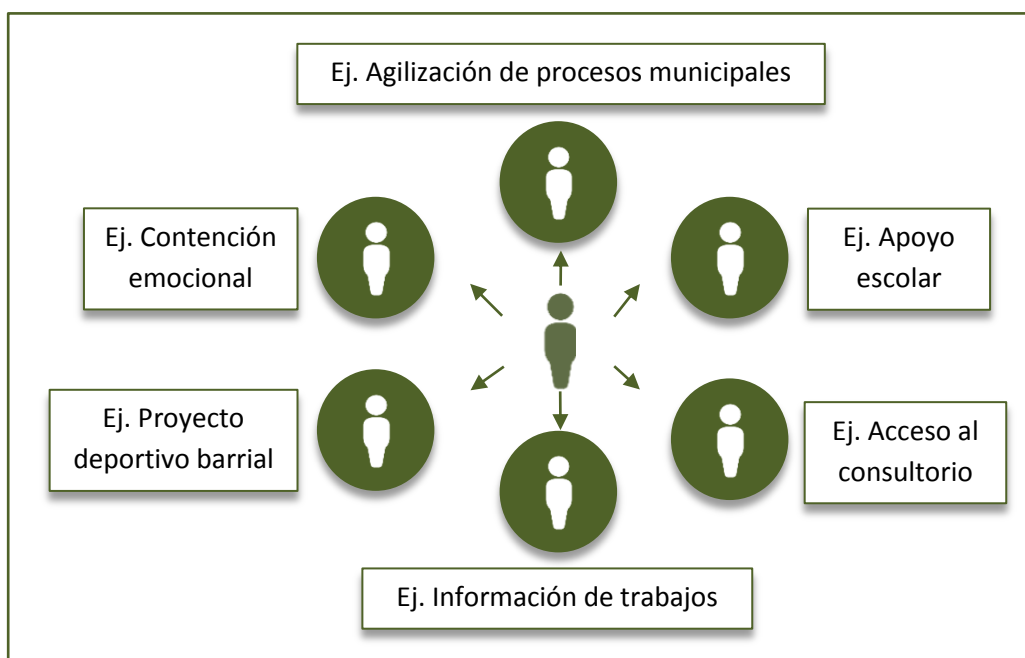 Ej. Agilización de procesos municipales
Ej. Contención
emocional
Ej. Apoyo
escolar
Ej. Proyecto
deportivo barrial
Ej. Acceso al
consultorio
Ej. Información de trabajos